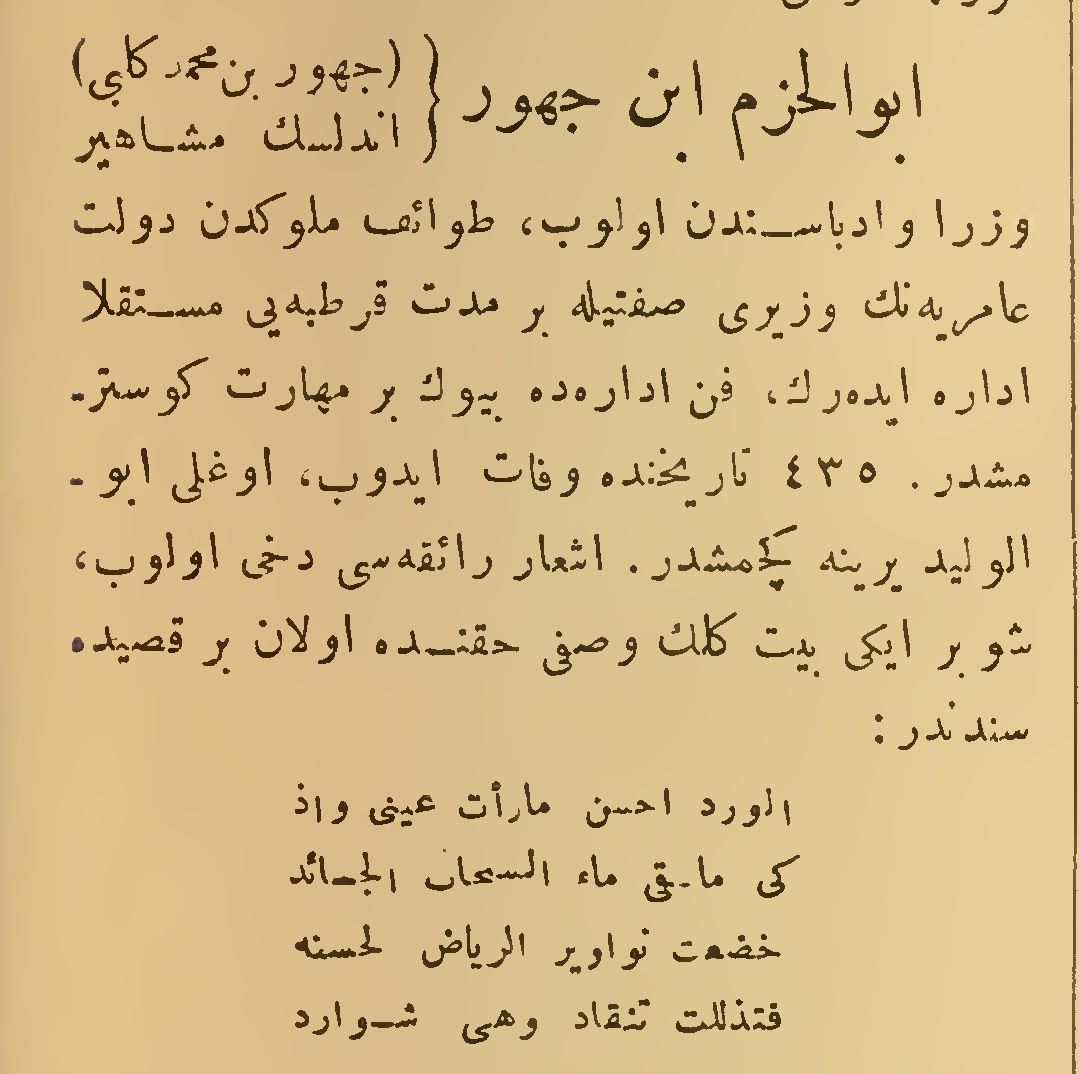 ابوالحزم ابن جهور { (جهور بن محمد كلبى)
اندلسك مشاهير
وزرا و ادباسندن اولوب، طوائف ملوكدن دولت
عامريه‌نك وزيرى صفتيله بر مدت قرطبه‌يى مستقلا
اداره ايده‌رك، فن اداره‌ده بيوك بر مهارت كوستر-
مشدر. ٤٣٥ تاريخنده وفات ايدوب، اوغلى ابو-
الوليد يرينه كچمشدر. اشعار رائقه‌سى دخى اولوب،
شو بر ايكى بيت كلك وصفى حقنده اولان بر قصيده
سندندر:
الورد احسن مارأت عينى واذ
كى ماسقى ماء السحاب الجائد
خضعت نواوير الرياض لحسنه
فتذللت تنقاد وهى شوارد